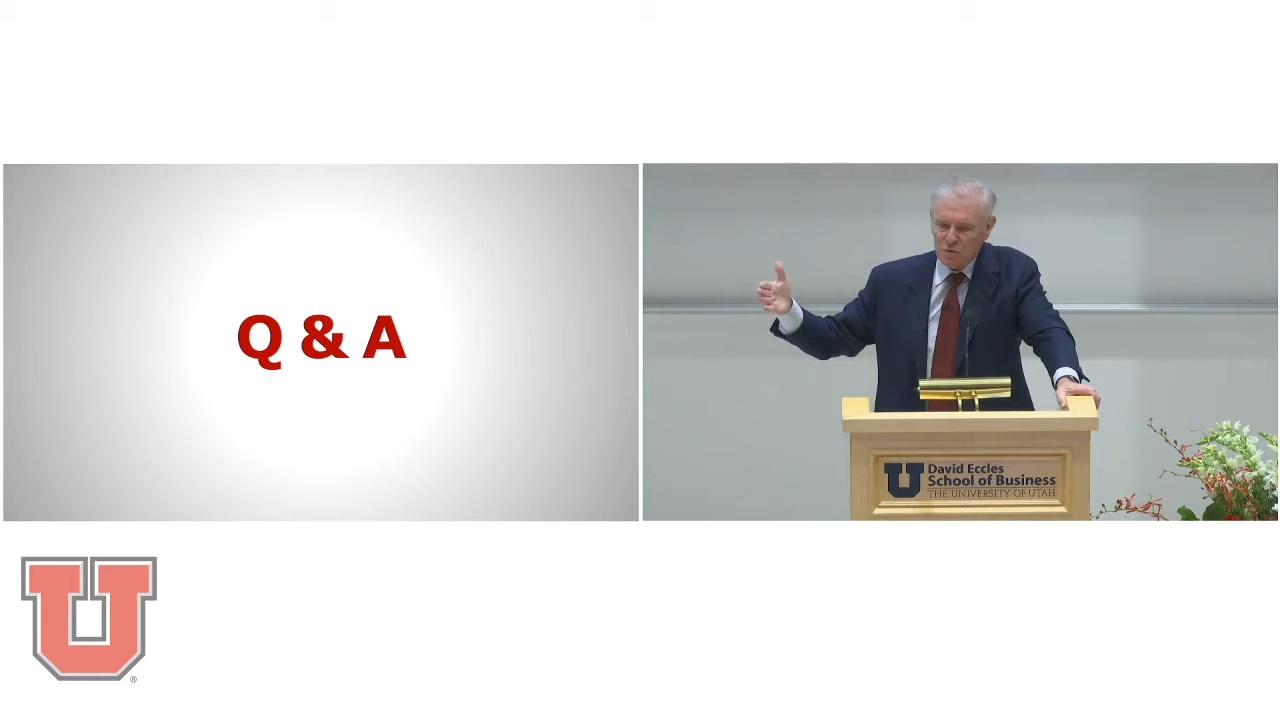 Q & A
U
David Eccles
School of Business
THE UNIVERSITY OF UTAH
U
®